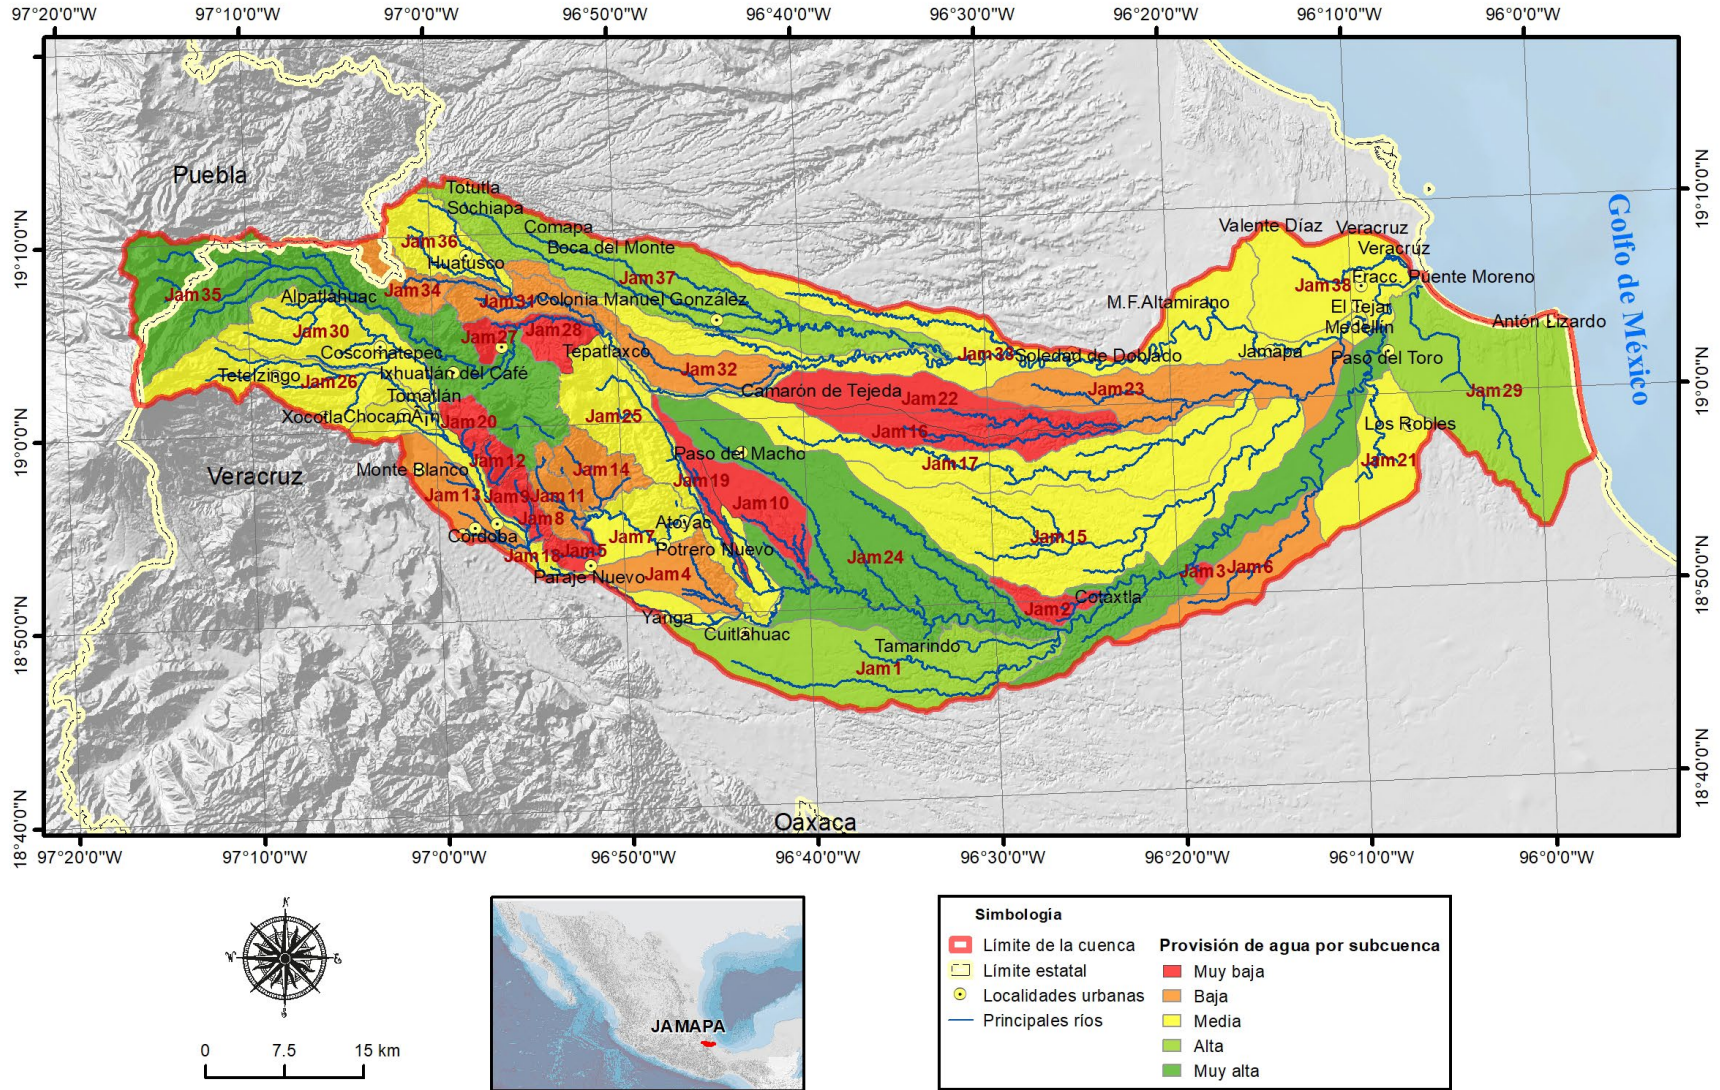 97°20'0"W 97°10'0"W 97°0'0"W 96°50'0"W 96°40'0"W 96°30'0"W 96°20'0"W 96°10'0"W 96°0'0"W
19°10'0"N
19°0'0"N
18°50'0"N
18°40'0"N
19°10'0"N
19°0'0"N
18°50'0"N
18°40'0"N
Puebla
Totutla
Sochiapa
Comapa
Boca del Monte
Valente Díaz
Veracruz
Veracruz
Golfo de México
Jam36
Huatusco
Jam37
Fracc. Puente Moreno
Jam38
Jam35
Alpatláhuac
Jam34
Jam31
Colonia Manuel González
M.F.Altamirano
El Tejar
Antón Lizardo
Jam30
Jam27
Jam28
Medellín
Coscomatepec
Tepatlaxco
Jam33
Soledad de Doblado
Jamapa
Paso del Toro
Tetelzingo
Jam26
Ixhuatlán del Café
Jam32
Camarón de Tejeda
Jam23
Jam29
Tomatlán
Jam22
Xocotla
Chocamán
Jam20
Jam25
Jam16
Los Robles
Monte Blanco
Jam12
Jam14
Paso del Macho
Jam17
Jam21
Veracruz
Jam19
Jam13
Jam9
Jam11
Jam10
Jam8
Atoyac
Córdoba
Jam7
Jam15
Jam18
Jam5
Potrero Nuevo
Jam24
Paraje Nuevo
Jam4
Jam3
Jam6
Cotaxtla
Jam2
Yanga
Cuitláhuac
Tamarindo
Jam1
Oaxaca
97°20'0"W 97°10'0"W 97°0'0"W 96°50'0"W 96°40'0"W 96°30'0"W 96°20'0"W 96°10'0"W 96°0'0"W
N
W
E
S
0 7.5 15 km
JAMAPA
Simbología
Límite de la cuenca
Límite estatal
Localidades urbanas
Principales ríos
Provisión de agua por subcuenca
Muy baja
Baja
Media
Alta
Muy alta